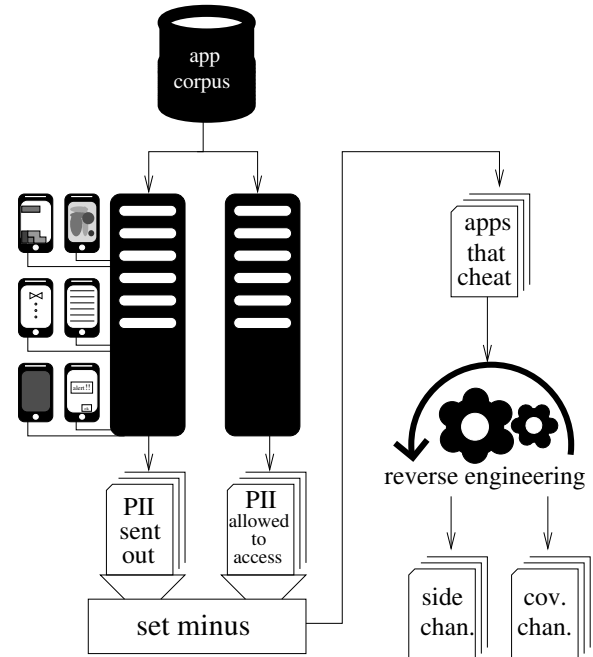 app
corpus
apps
that
cheat
alert!!
ok
reverse engineering
PII
sent
out
PII
allowed
to
access
set minus
side
chan.
cov.
chan.